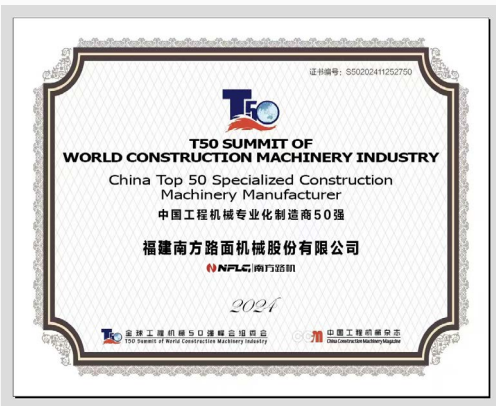 证书编号：S50202411252750
T50
T50 SUMMIT OF
WORLD CONSTRUCTION MACHINERY INDUSTRY
China Top 50 Specialized Construction
Machinery Manufacturer
中国工程机械专业化制造商50强
福建南方路面机械股份有限公司
NFLG 南方路机
2024
T50 全球工程机械50强峰会组委会
T50 Summit of World Construction Machinery Industry
CCM 中国工程机械杂志
China Construction Machinery Magazine